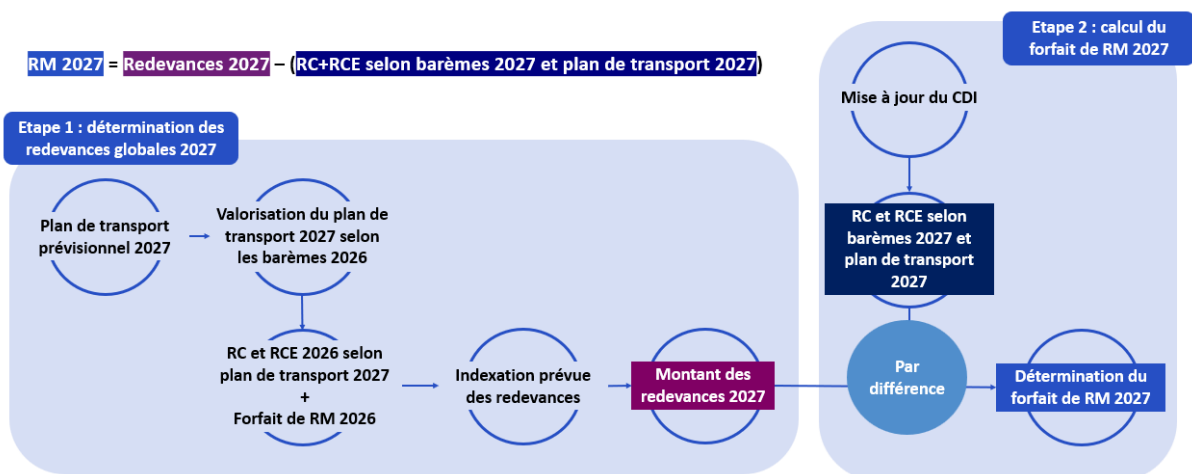 RM 2027 = Redevances 2027 – (RC+RCE selon barèmes 2027 et plan de transport 2027)
Etape 1 : détermination des
redevances globales 2027
Plan de transport
prévisionnel 2027
Valorisation du plan de
transport 2027 selon
les barèmes 2026
RC et RCE 2026 selon
plan de transport 2027
+
Forfait de RM 2026
Indexation prévue
des redevances
Montant des
redevances 2027
Etape 2 : calcul du
forfait de RM 2027
Mise à jour du CDI
RC et RCE selon
barèmes 2027 et
plan de transport
2027
Par
différence
Détermination du
forfait de RM 2027